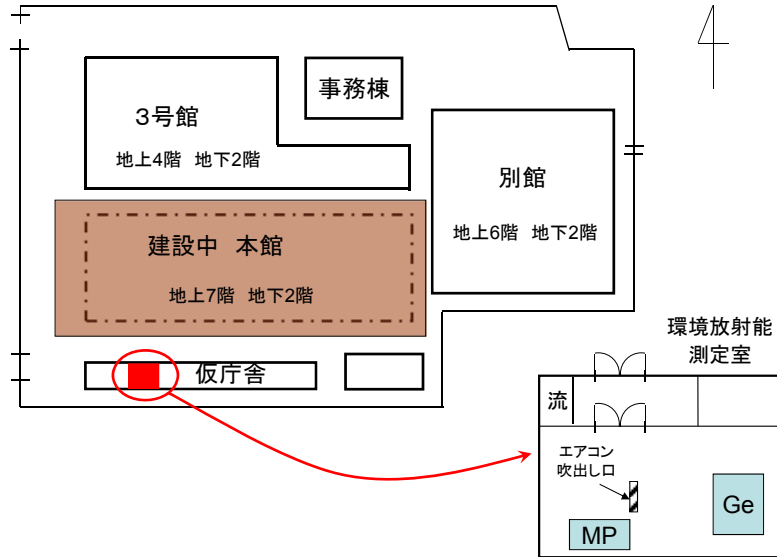 事務棟
3号館
地上4階 地下2階
別館
地上6階 地下2階
建設中 本館
地上7階 地下2階
仮庁舎
環境放射能
測定室
流
エアコン
吹出し口
Ge
MP